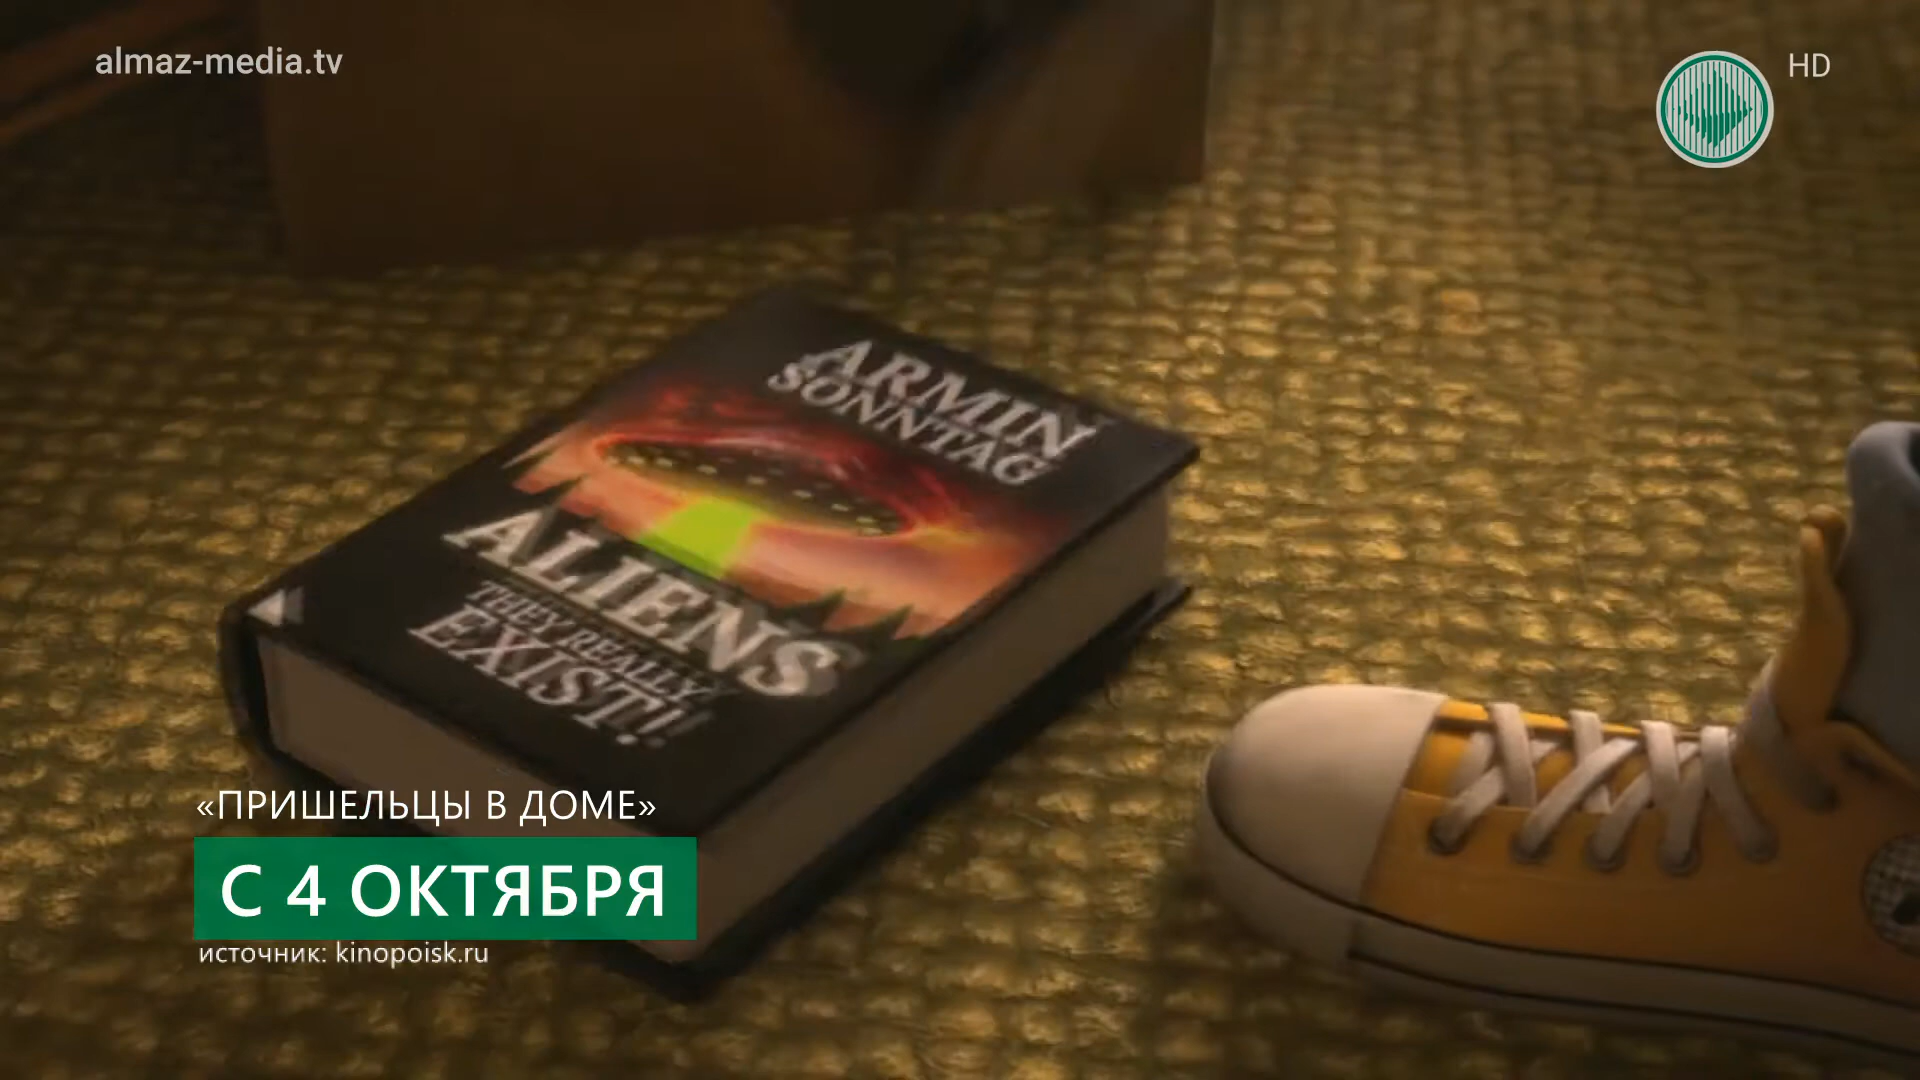 almaz-media.tv
HD
ARMIN
SONNTAG
ALIENS
THEY REALLY
EXIST!
«ПРИШЕЛЬЦЫ В ДОМЕ»
С 4 ОКТЯБРЯ
источник: kinopoisk.ru